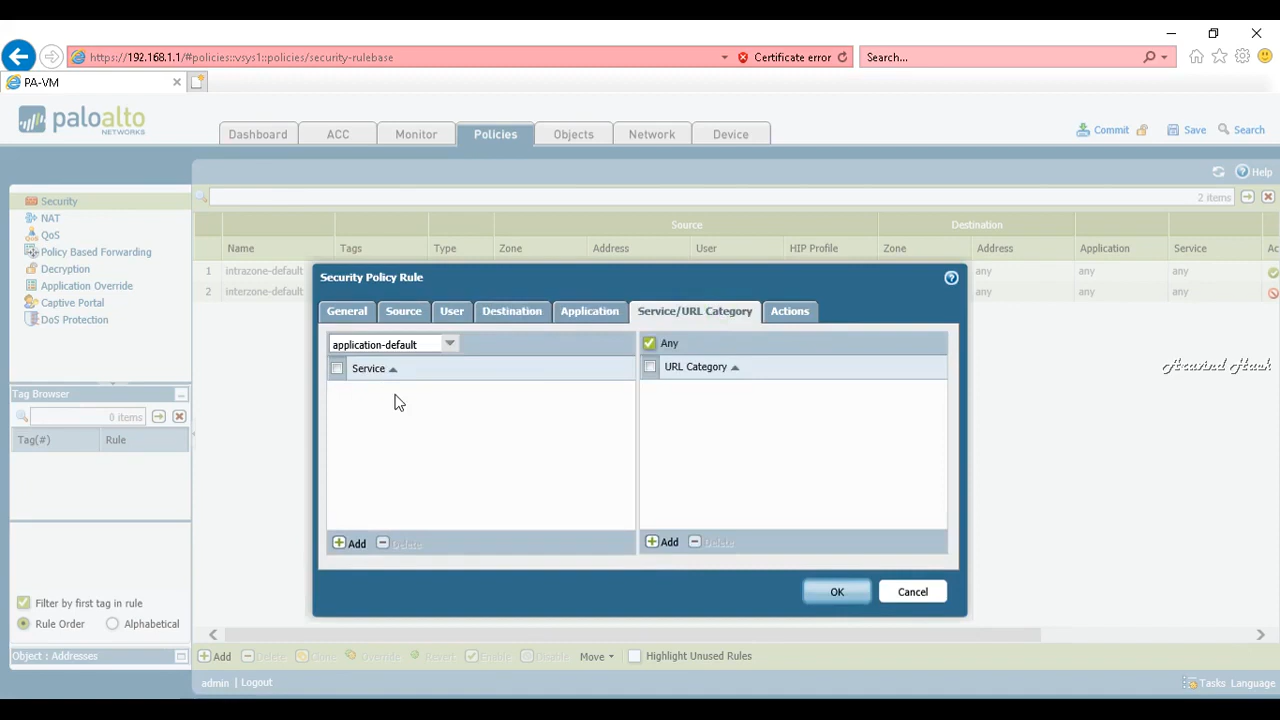 https://192.168.1.1/#policies::vsys1::policies/security-rulebase
Certificate error
Search...
PA-VM
paloalto
NETWORKS
Dashboard
ACC
Monitor
Policies
Objects
Network
Device
Commit
Save
Search
Help
Security
NAT
QoS
Policy Based Forwarding
Decryption
Application Override
Captive Portal
DoS Protection
2 items
Source
Destination
Name
Tags
Type
Zone
Address
User
HIP Profile
Zone
Address
Application
Service
Ac
1 intrazone-default any any any
2 interzone-default any any any
Security Policy Rule
General
Source
User
Destination
Application
Service/URL Category
Actions
application-default
Any
Service
URL Category
Add
Delete
Add
Delete
OK
Cancel
Aravind Hack
Tag Browser
0 items
Tag(#)
Rule
Filter by first tag in rule
Rule Order
Alphabetical
Object : Addresses
Add
Delete
Clone
Override
Revert
Enable
Disable
Move
Highlight Unused Rules
admin | Logout
Tasks
Language